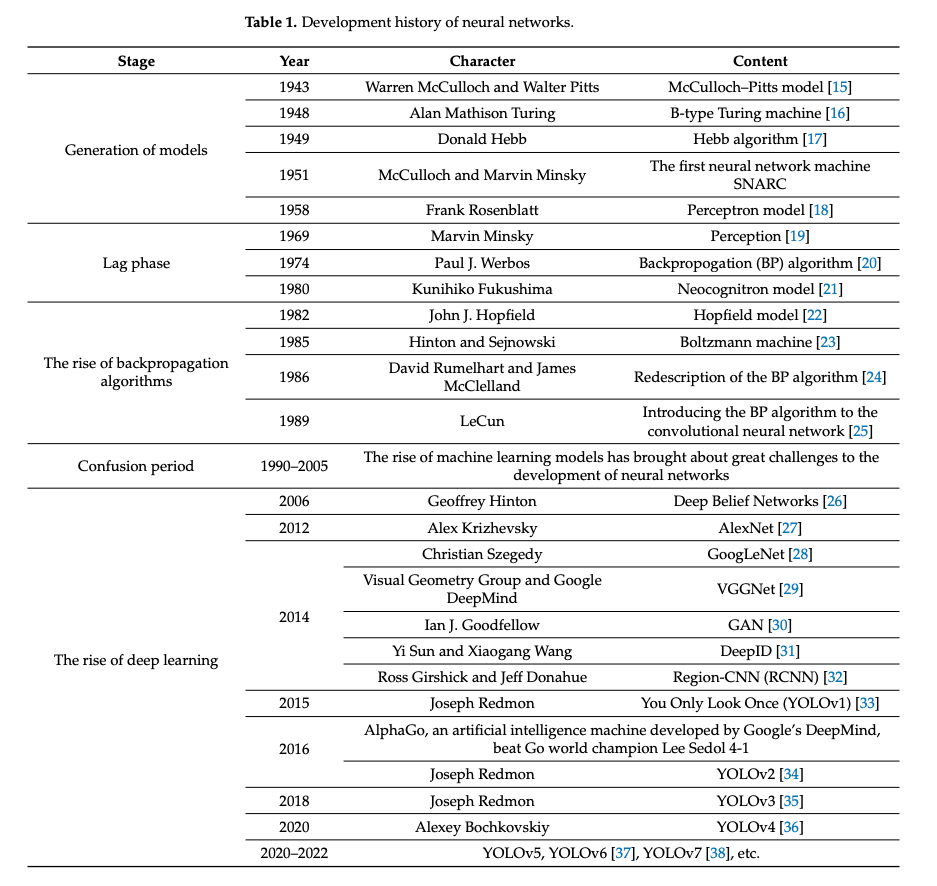 Table 1. Development history of neural networks.
Stage Year Character Content
Generation of models
1943 Warren McCulloch and Walter Pitts McCulloch–Pitts model [15]
1948 Alan Mathison Turing B-type Turing machine [16]
1949 Donald Hebb Hebb algorithm [17]
1951 McCulloch and Marvin Minsky The first neural network machine
SNARC
1958 Frank Rosenblatt Perceptron model [18]
Lag phase
1969 Marvin Minsky Perception [19]
1974 Paul J. Werbos Backpropogation (BP) algorithm [20]
1980 Kunihiko Fukushima Neocognitron model [21]
The rise of backpropagation
algorithms
1982 John J. Hopfield Hopfield model [22]
1985 Hinton and Sejnowski Boltzmann machine [23]
1986 David Rumelhart and James
McClelland Redescription of the BP algorithm [24]
1989 LeCun Introducing the BP algorithm to the
convolutional neural network [25]
Confusion period 1990–2005 The rise of machine learning models has brought about great challenges to the
development of neural networks
The rise of deep learning
2006 Geoffrey Hinton Deep Belief Networks [26]
2012 Alex Krizhevsky AlexNet [27]
2014
Christian Szegedy GoogLeNet [28]
Visual Geometry Group and Google
DeepMind VGGNet [29]
Ian J. Goodfellow GAN [30]
Yi Sun and Xiaogang Wang DeepID [31]
Ross Girshick and Jeff Donahue Region-CNN (RCNN) [32]
2015 Joseph Redmon You Only Look Once (YOLOv1) [33]
2016
AlphaGo, an artificial intelligence machine developed by Google’s DeepMind,
beat Go world champion Lee Sedol 4-1
Joseph Redmon YOLOv2 [34]
2018 Joseph Redmon YOLOv3 [35]
2020 Alexey Bochkovskiy YOLOv4 [36]
2020–2022 YOLOv5, YOLOv6 [37], YOLOv7 [38], etc.